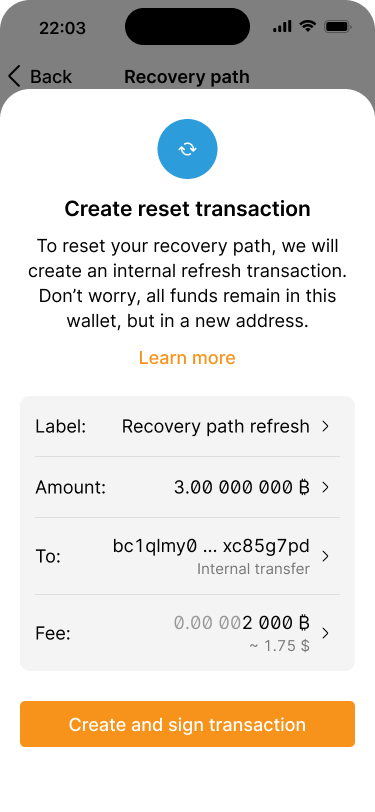 22:03
Back
Recovery path
Create reset transaction
To reset your recovery path, we will
create an internal refresh transaction.
Don’t worry, all funds remain in this
wallet, but in a new address.
Learn more
Label: Recovery path refresh
Amount: 3.00 000 000 ₿
To: bc1qlmy0 ... xc85g7pd
Internal transfer
Fee: 0.00 002 000 ₿
~ 1.75 $
Create and sign transaction